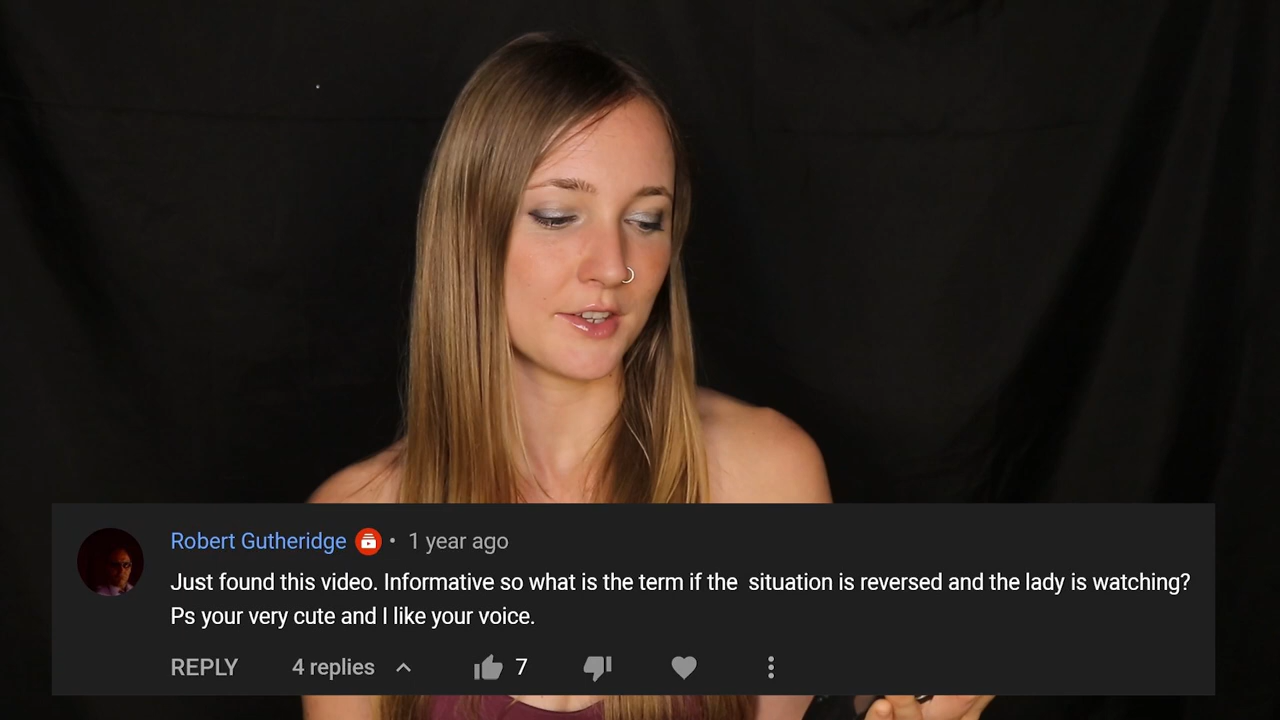 Robert Gutheridge • 1 year ago
Just found this video. Informative so what is the term if the  situation is reversed and the lady is watching?
Ps your very cute and I like your voice.
REPLY 4 replies 7